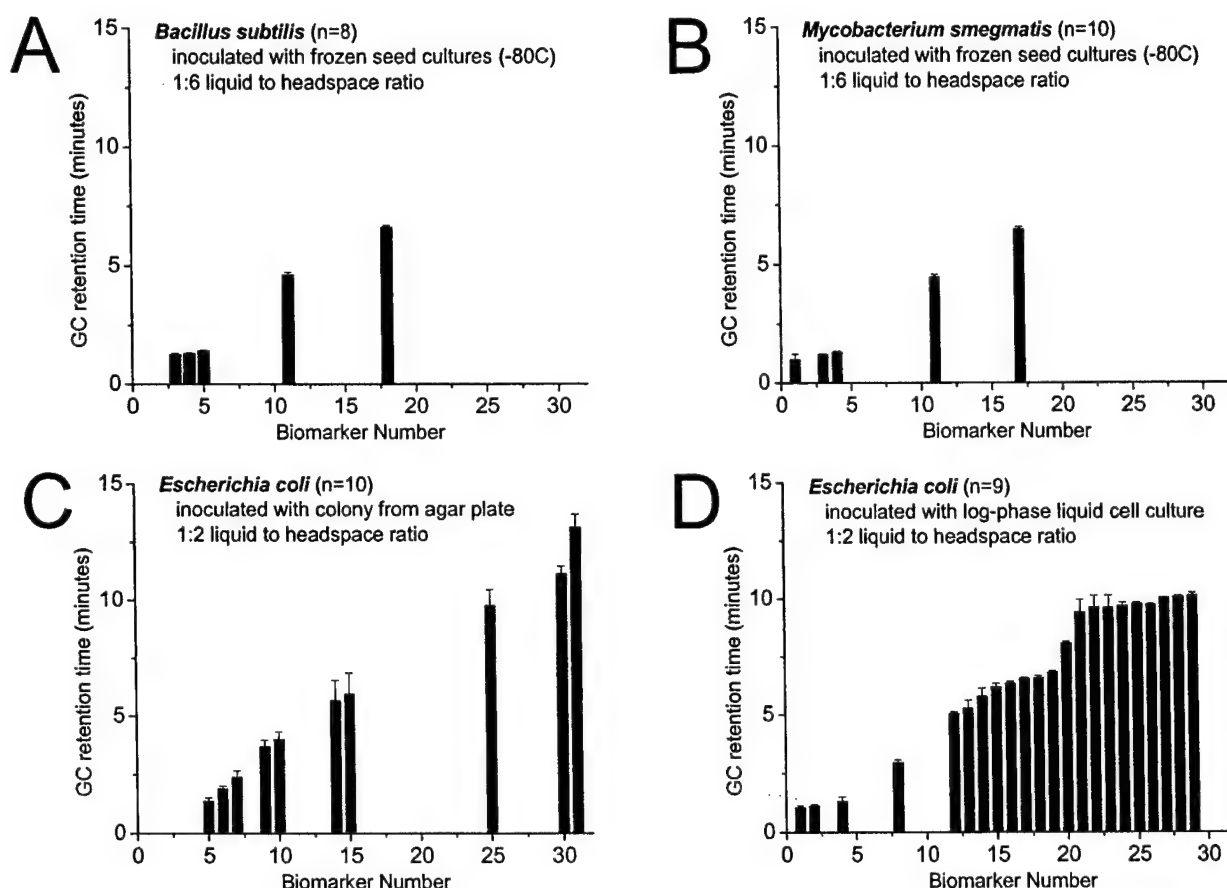 A
Bacillus subtilis (n=8)
inoculated with frozen seed cultures (-80C)
1:6 liquid to headspace ratio
GC retention time (minutes)
15
10
5
0
0 5 10 15 20 25 30
Biomarker Number
B
Mycobacterium smegmatis (n=10)
inoculated with frozen seed cultures (-80C)
1:6 liquid to headspace ratio
GC retention time (minutes)
15
10
5
0
0 5 10 15 20 25 30
Biomarker Number
C
Escherichia coli (n=10)
inoculated with colony from agar plate
1:2 liquid to headspace ratio
GC retention time (minutes)
15
10
5
0
0 5 10 15 20 25 30
Biomarker Number
D
Escherichia coli (n=9)
inoculated with log-phase liquid cell culture
1:2 liquid to headspace ratio
GC retention time (minutes)
15
10
5
0
0 5 10 15 20 25 30
Biomarker Number